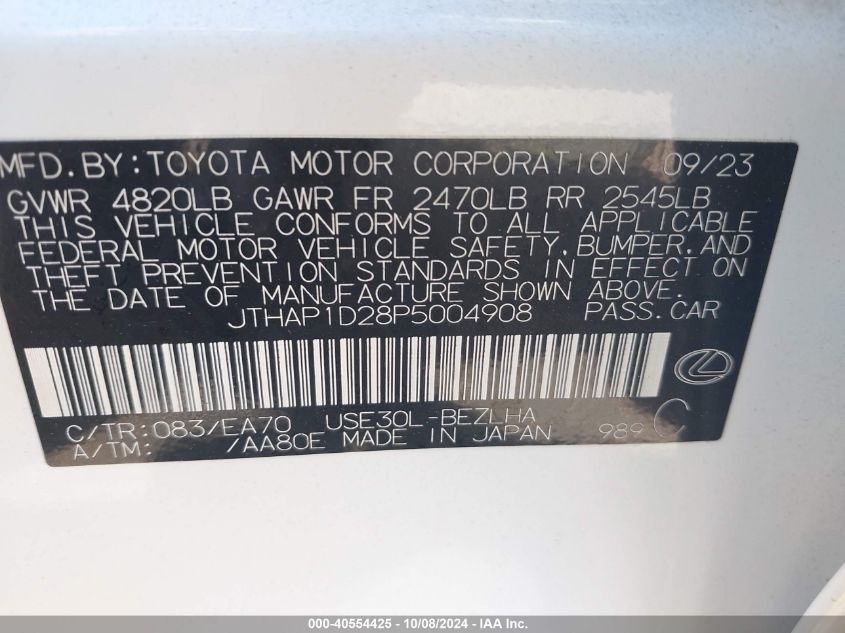 MFD. BY: TOYOTA MOTOR CORPORATION 09/23
GVWR 4820LB GAWR FR 2470LB RR 2545LB
THIS VEHICLE CONFORMS TO ALL APPLICABLE
FEDERAL MOTOR VEHICLE SAFETY, BUMPER, AND
THEFT PREVENTION STANDARDS IN EFFECT ON
THE DATE OF MANUFACTURE SHOWN ABOVE.
JTHAP1D28P5004908 PASS. CAR
C/TR: 083/EA70 USE30L-BEZLHA
A/TM: /AA80E MADE IN JAPAN 989 C
000-40554425 - 10/08/2024 - © IAA Inc.